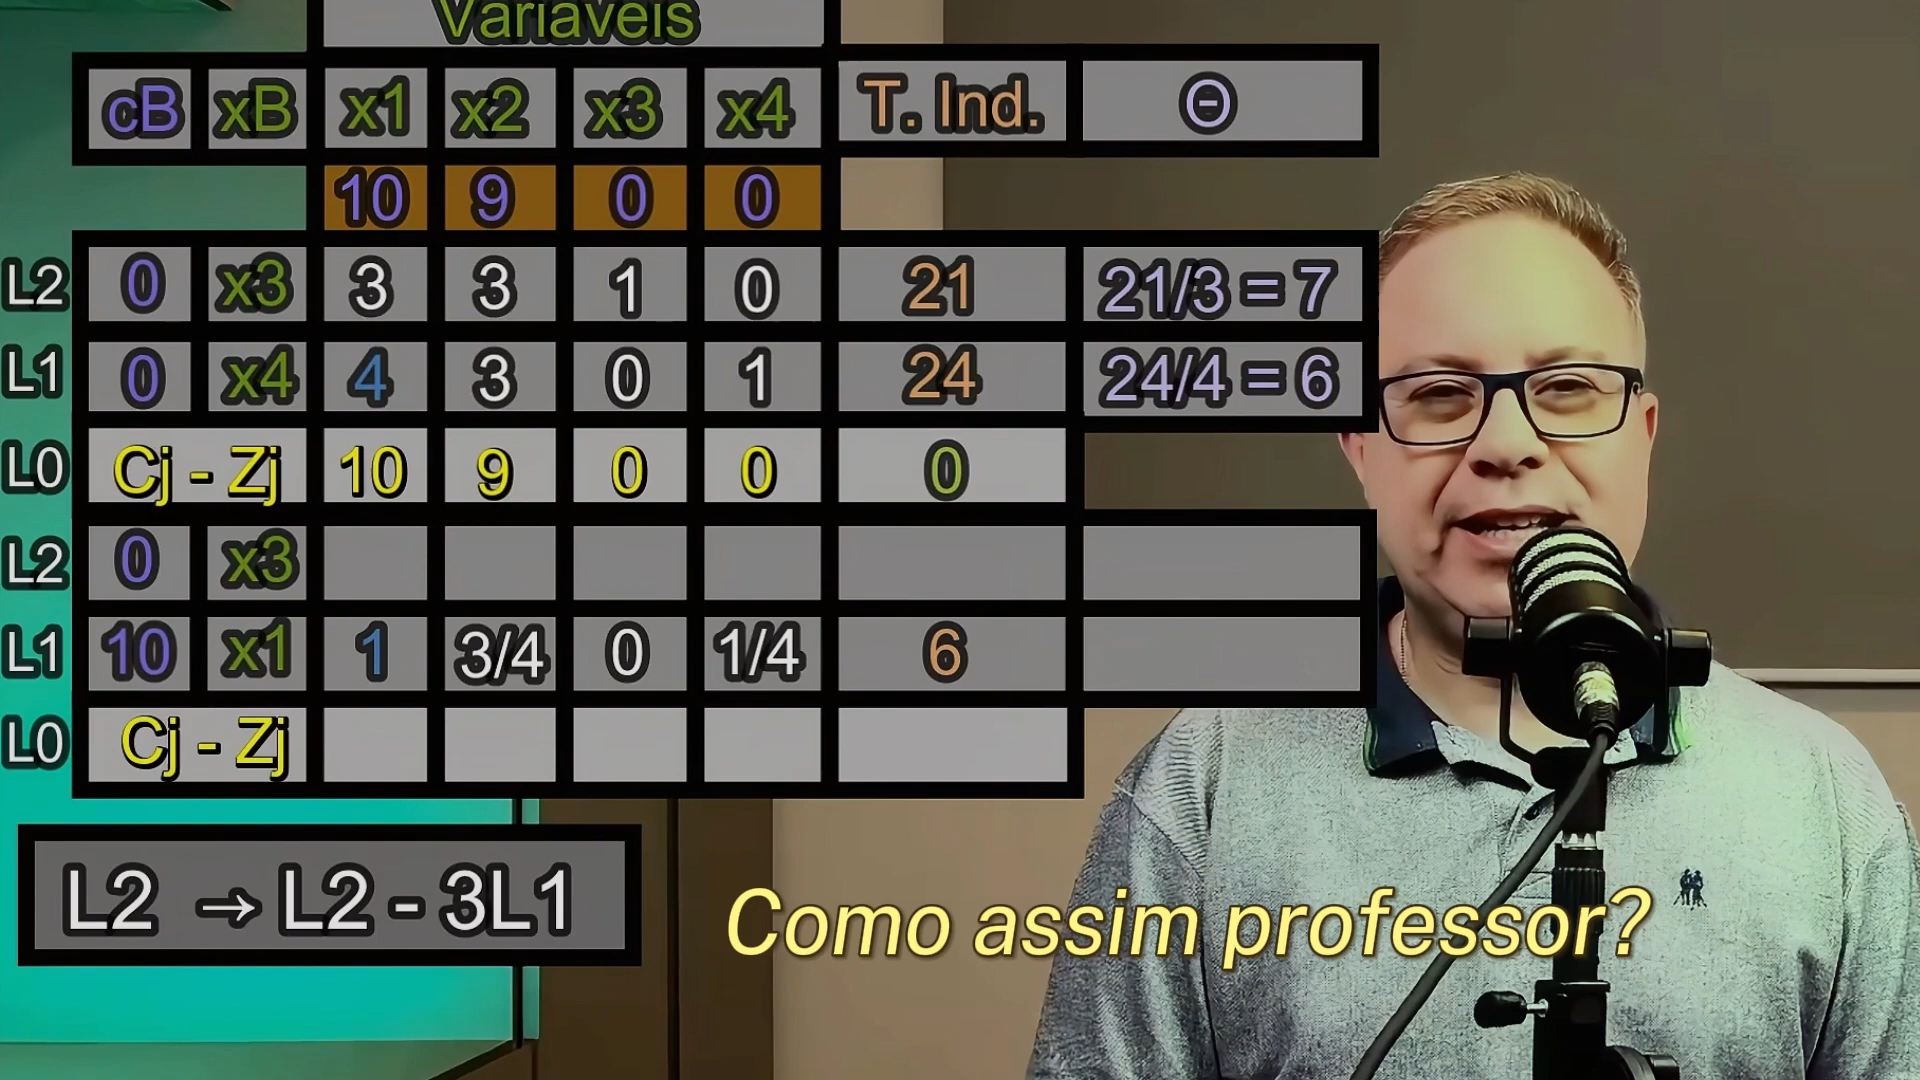 Variáveis
cB xB x1 x2 x3 x4 T. Ind. Θ
10 9 0 0
L2 0 x3 3 3 1 0 21 21/3 = 7
L1 0 x4 4 3 0 1 24 24/4 = 6
L0 Cj - Zj 10 9 0 0 0
L2 0 x3
L1 10 x1 1 3/4 0 1/4 6
L0 Cj - Zj
L2 → L2 - 3L1
Como assim professor?